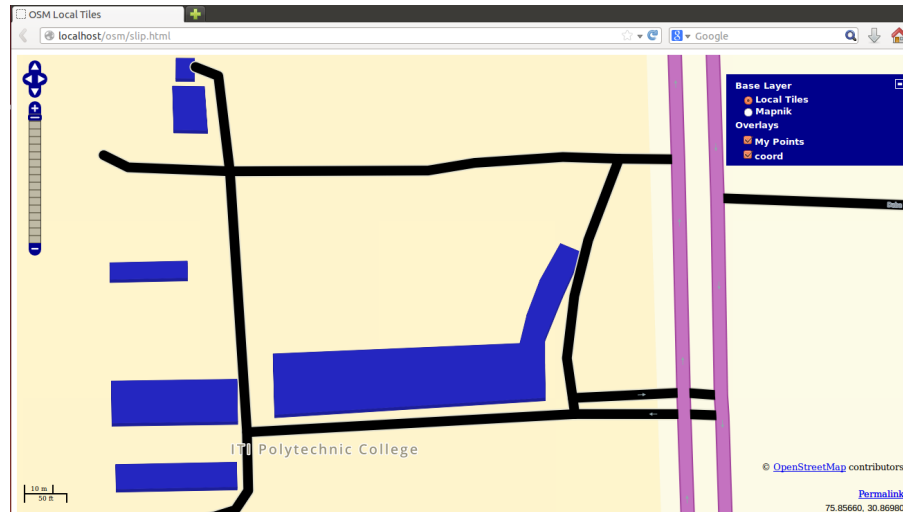 OSM Local Tiles
localhost/osm/slip.html
Google
Base Layer
Local Tiles
Mapnik
Overlays
My Points
coord
ITI Polytechnic College
10 m
50 ft
© OpenStreetMap contributors
Permalink
75.85660, 30.86980